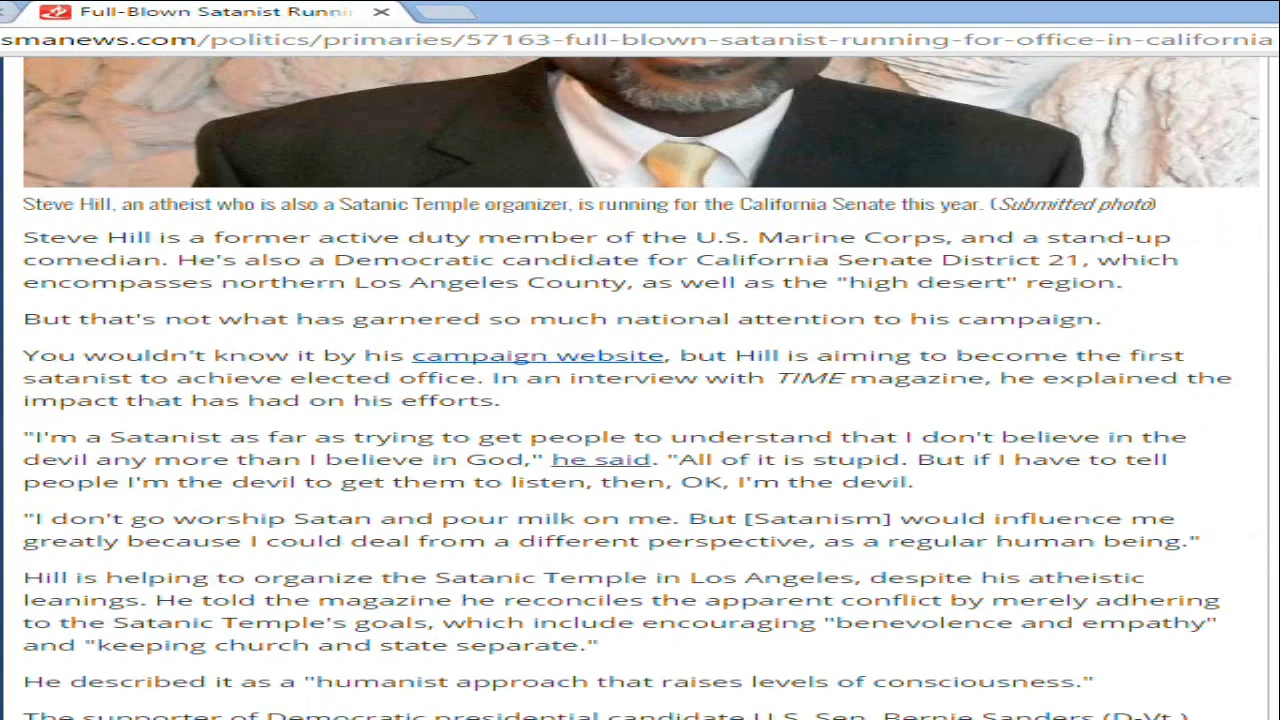 Full-Blown Satanist Runni
smanews.com/politics/primaries/57163-full-blown-satanist-running-for-office-in-california
Steve Hill, an atheist who is also a Satanic Temple organizer, is running for the California Senate this year. (Submitted photo)
Steve Hill is a former active duty member of the U.S. Marine Corps, and a stand-up
comedian. He's also a Democratic candidate for California Senate District 21, which
encompasses northern Los Angeles County, as well as the "high desert" region.
But that's not what has garnered so much national attention to his campaign.
You wouldn't know it by his campaign website, but Hill is aiming to become the first
satanist to achieve elected office. In an interview with TIME magazine, he explained the
impact that has had on his efforts.
"I'm a Satanist as far as trying to get people to understand that I don't believe in the
devil any more than I believe in God," he said. "All of it is stupid. But if I have to tell
people I'm the devil to get them to listen, then, OK, I'm the devil.
"I don't go worship Satan and pour milk on me. But [Satanism] would influence me
greatly because I could deal from a different perspective, as a regular human being."
Hill is helping to organize the Satanic Temple in Los Angeles, despite his atheistic
leanings. He told the magazine he reconciles the apparent conflict by merely adhering
to the Satanic Temple's goals, which include encouraging "benevolence and empathy"
and "keeping church and state separate."
He described it as a "humanist approach that raises levels of consciousness."
The supporter of Democratic presidential candidate U.S. Sen. Bernie Sanders (D-Vt.)